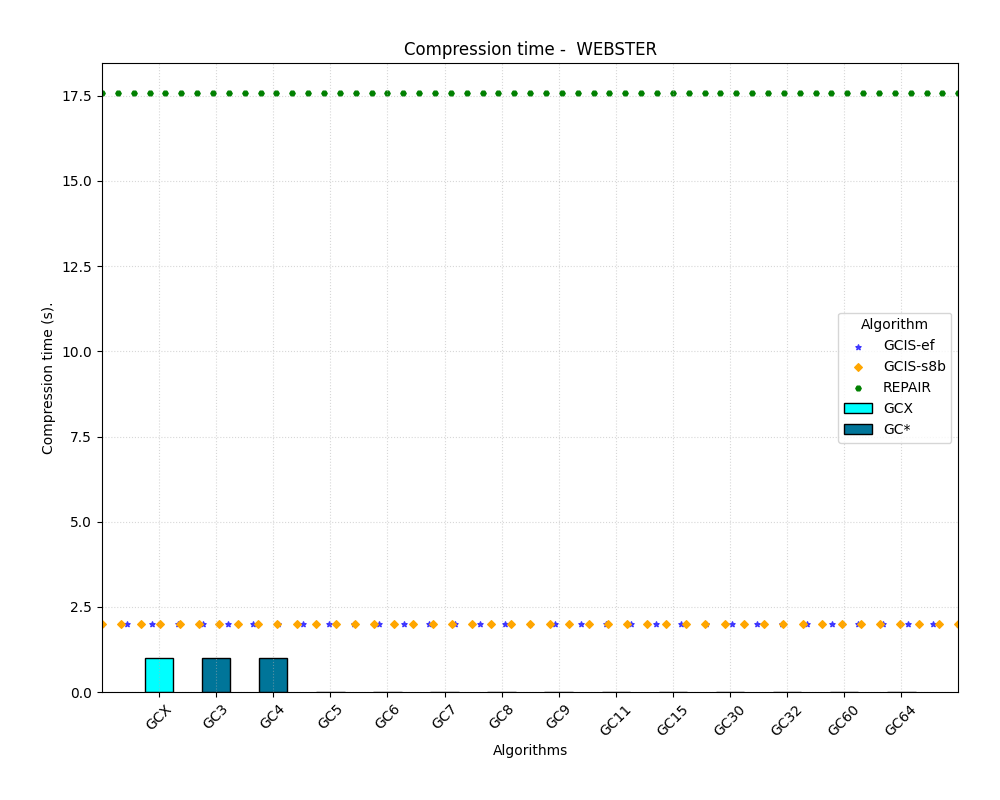 Compression time -  WEBSTER
17.5
15.0
12.5
10.0
7.5
5.0
2.5
0.0
Compression time (s).
Algorithm
GCIS-ef
GCIS-s8b
REPAIR
GCX
GC*
GCX
GC3
GC4
GC5
GC6
GC7
GC8
GC9
GC11
GC15
GC30
GC32
GC60
GC64
Algorithms